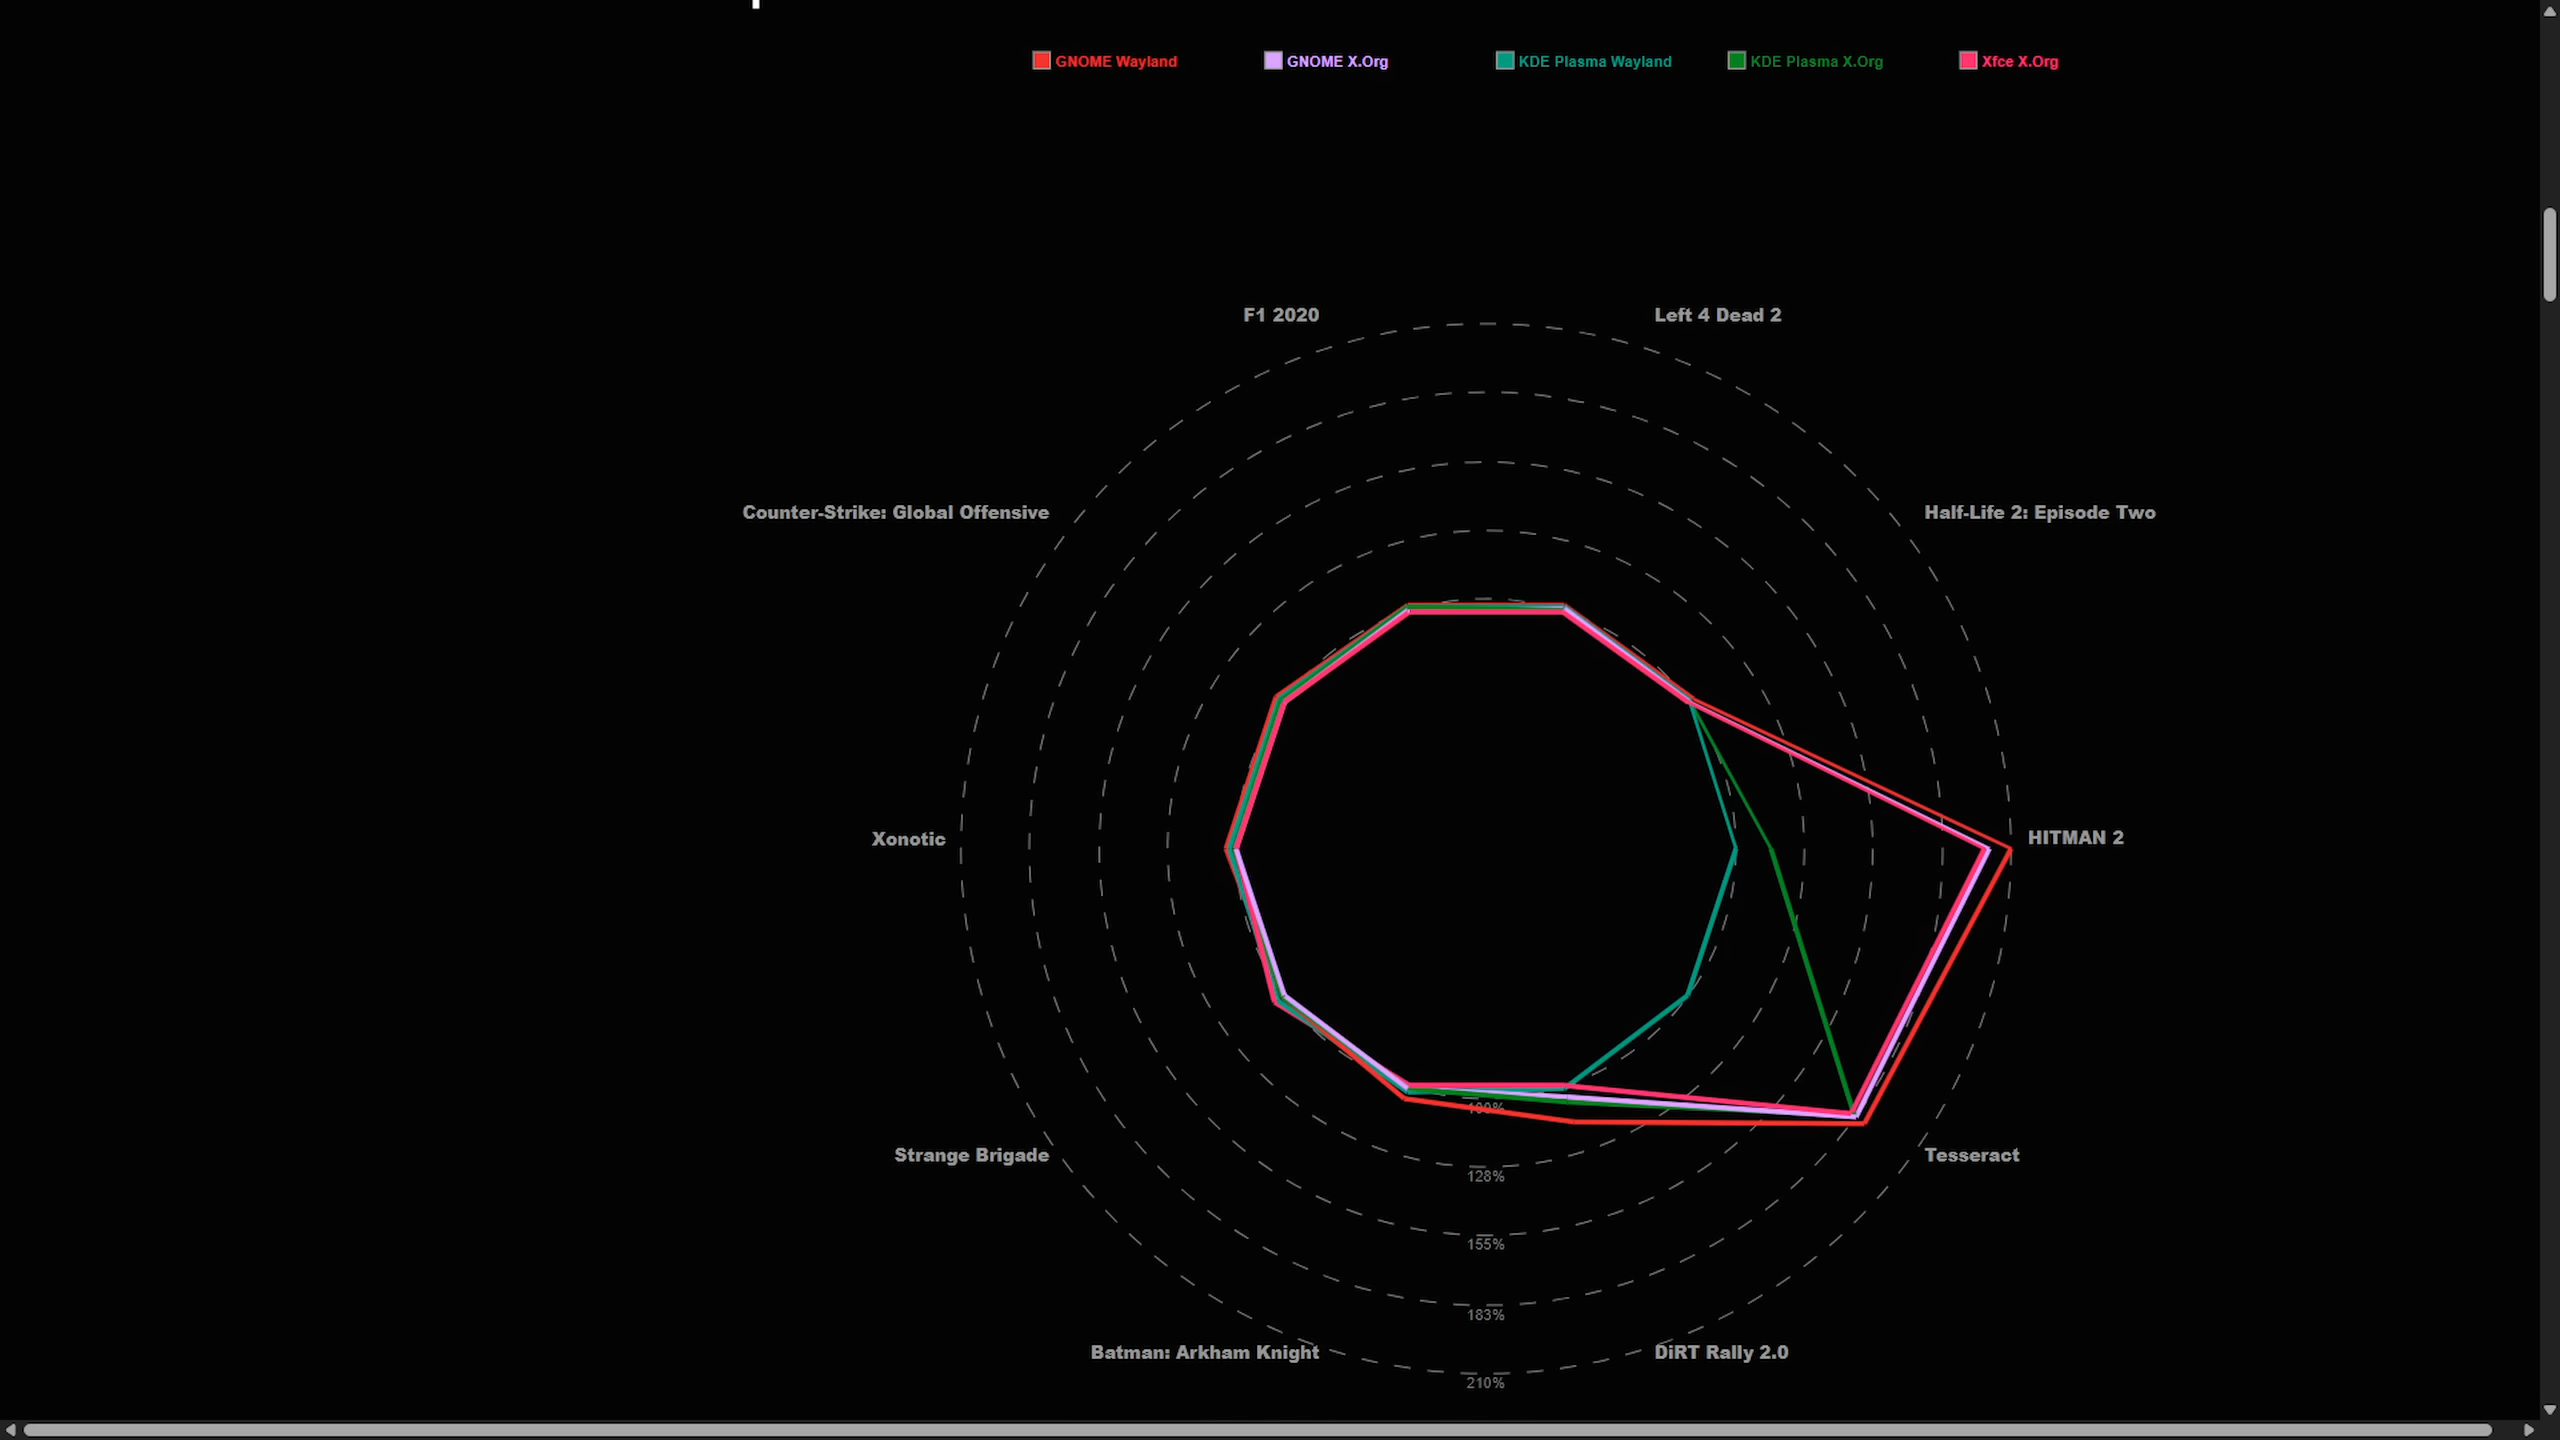 GNOME Wayland GNOME X.Org KDE Plasma Wayland KDE Plasma X.Org Xfce X.Org
F1 2020 Left 4 Dead 2
Counter-Strike: Global Offensive Half-Life 2: Episode Two
Xonotic HITMAN 2
100%
Strange Brigade Tesseract
128%
155%
183%
Batman: Arkham Knight DiRT Rally 2.0
210%